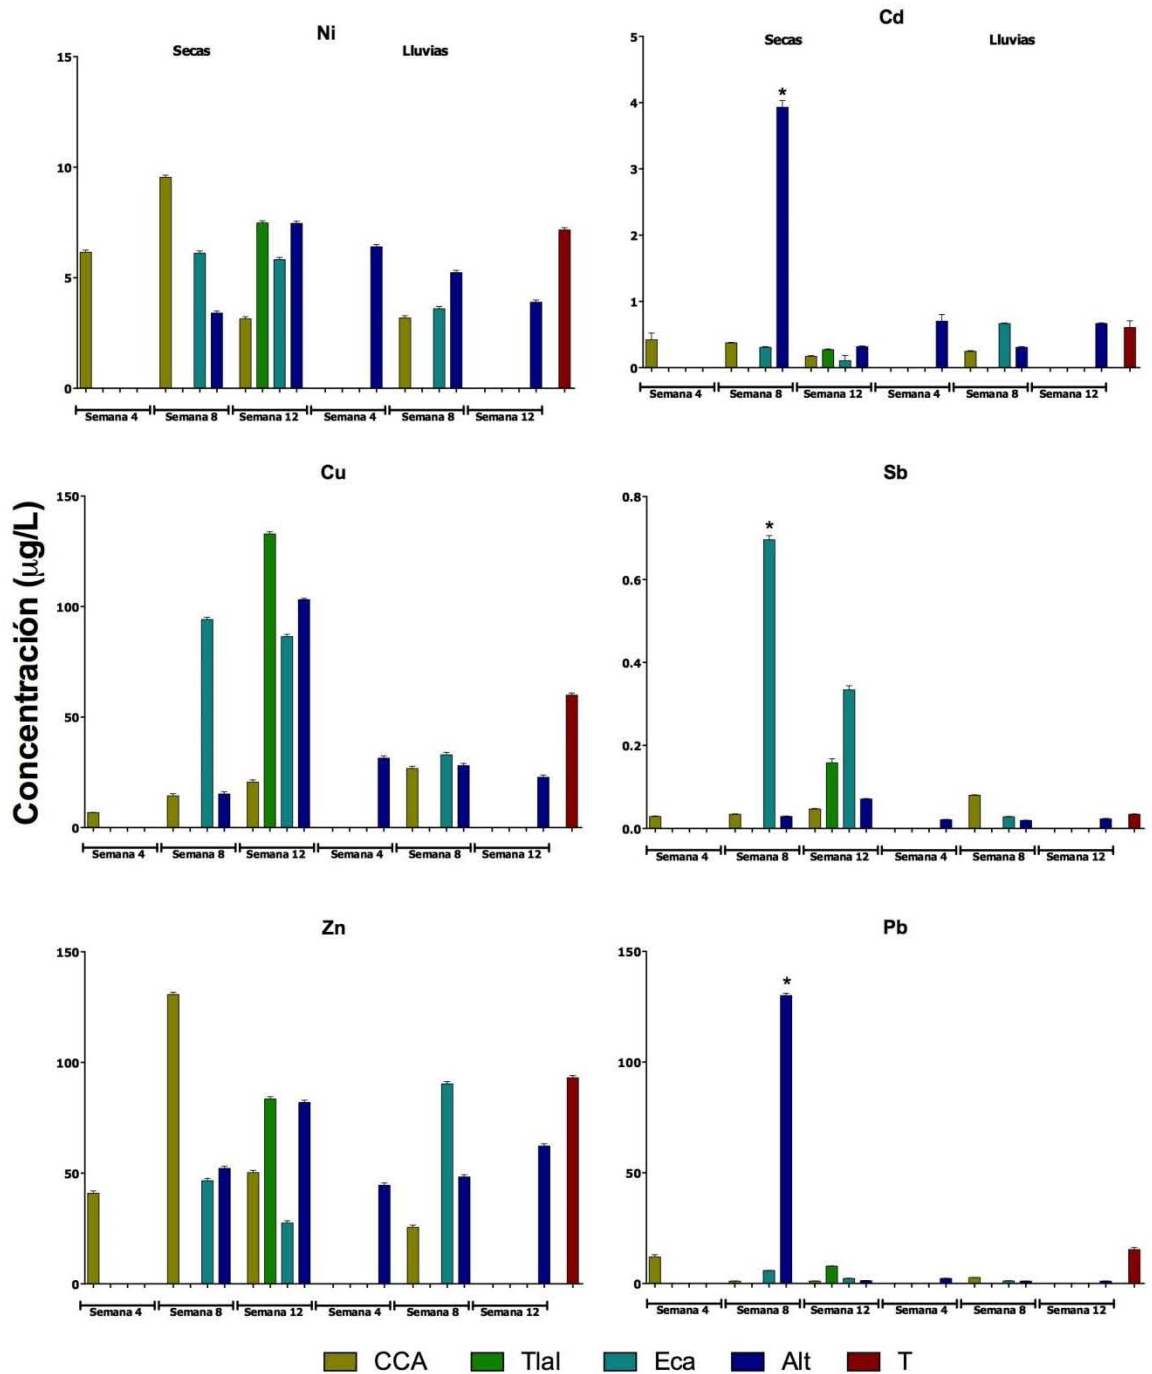 Ni
Secas Lluvias
15
10
5
0
Semana 4 Semana 8 Semana 12 Semana 4 Semana 8 Semana 12
Cd
Secas Lluvias
5
4
*
3
2
1
0
Semana 4 Semana 8 Semana 12 Semana 4 Semana 8 Semana 12
Concentración (µg/L)
Cu
150
100
50
0
Semana 4 Semana 8 Semana 12 Semana 4 Semana 8 Semana 12
Sb
0.8
*
0.6
0.4
0.2
0.0
Semana 4 Semana 8 Semana 12 Semana 4 Semana 8 Semana 12
Zn
150
100
50
0
Semana 4 Semana 8 Semana 12 Semana 4 Semana 8 Semana 12
Pb
150
*
100
50
0
Semana 4 Semana 8 Semana 12 Semana 4 Semana 8 Semana 12
CCA Tlal Eca Alt T